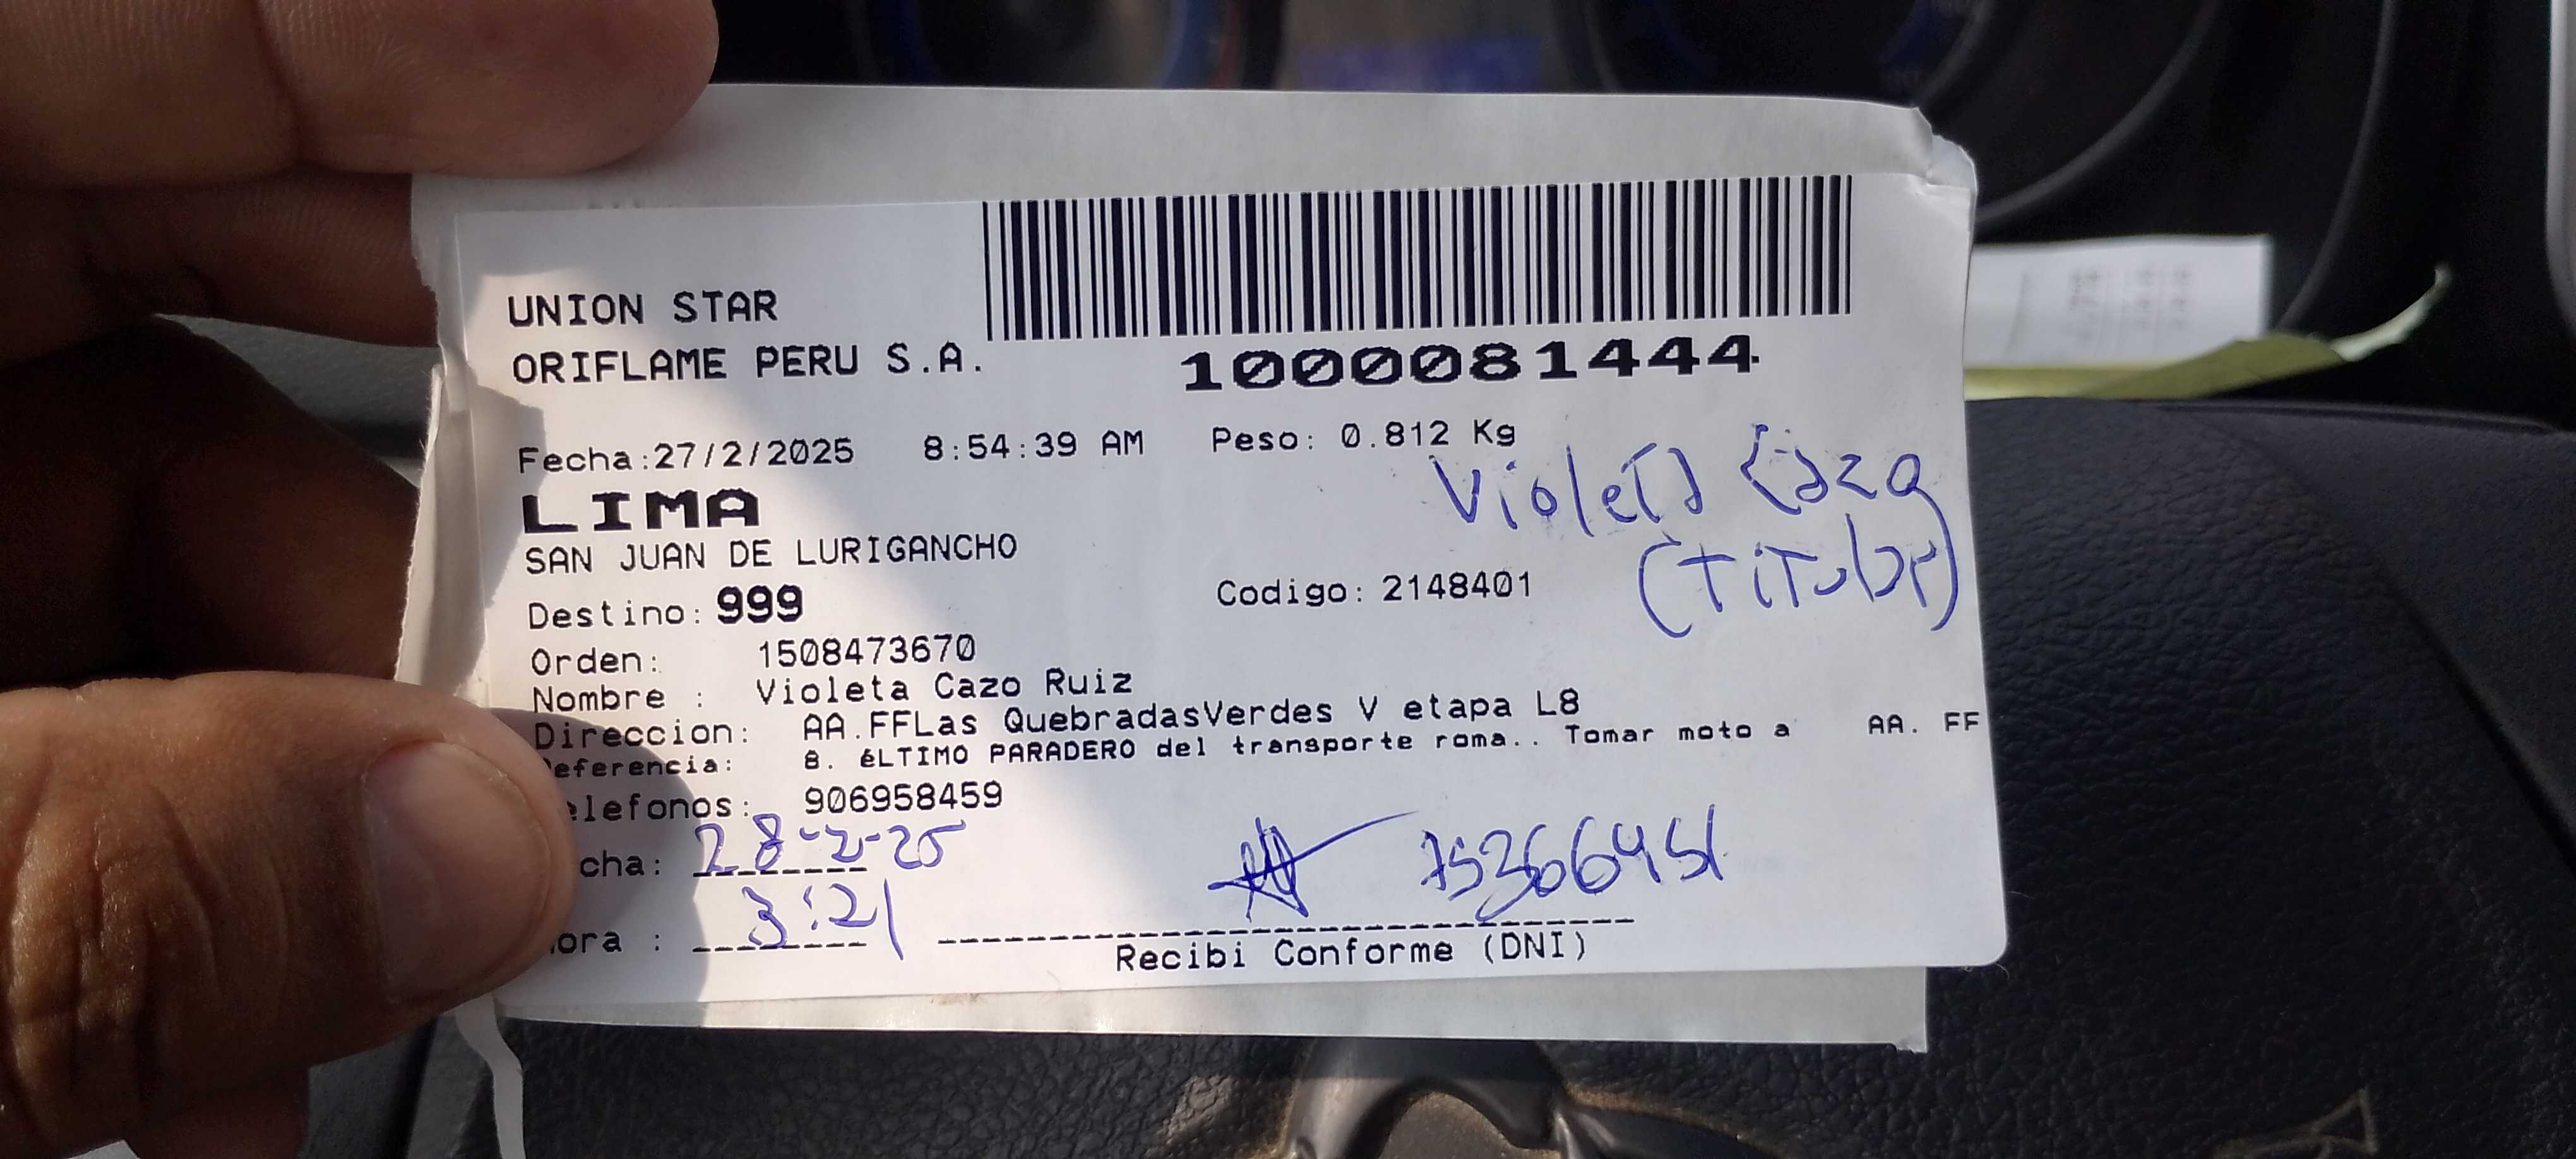 UNION STAR
ORIFLAME PERU S.A.
1000081444
Fecha:27/2/2025 8:54:39 AM Peso: 0.812 Kg
LIMA
SAN JUAN DE LURIGANCHO
Violeta Cazo
(Titular)
Destino: 999 Codigo: 2148401
Orden: 1508473670
Nombre : Violeta Cazo Ruiz
Direccion: AA.FFLas QuebradasVerdes V etapa L8
eferencia: 8. éLTIMO PARADERO del transporte roma.. Tomar moto a AA. FF
elefonos: 906958459
cha: 28-2-25
ora : 3:21
75366451
Recibi Conforme (DNI)